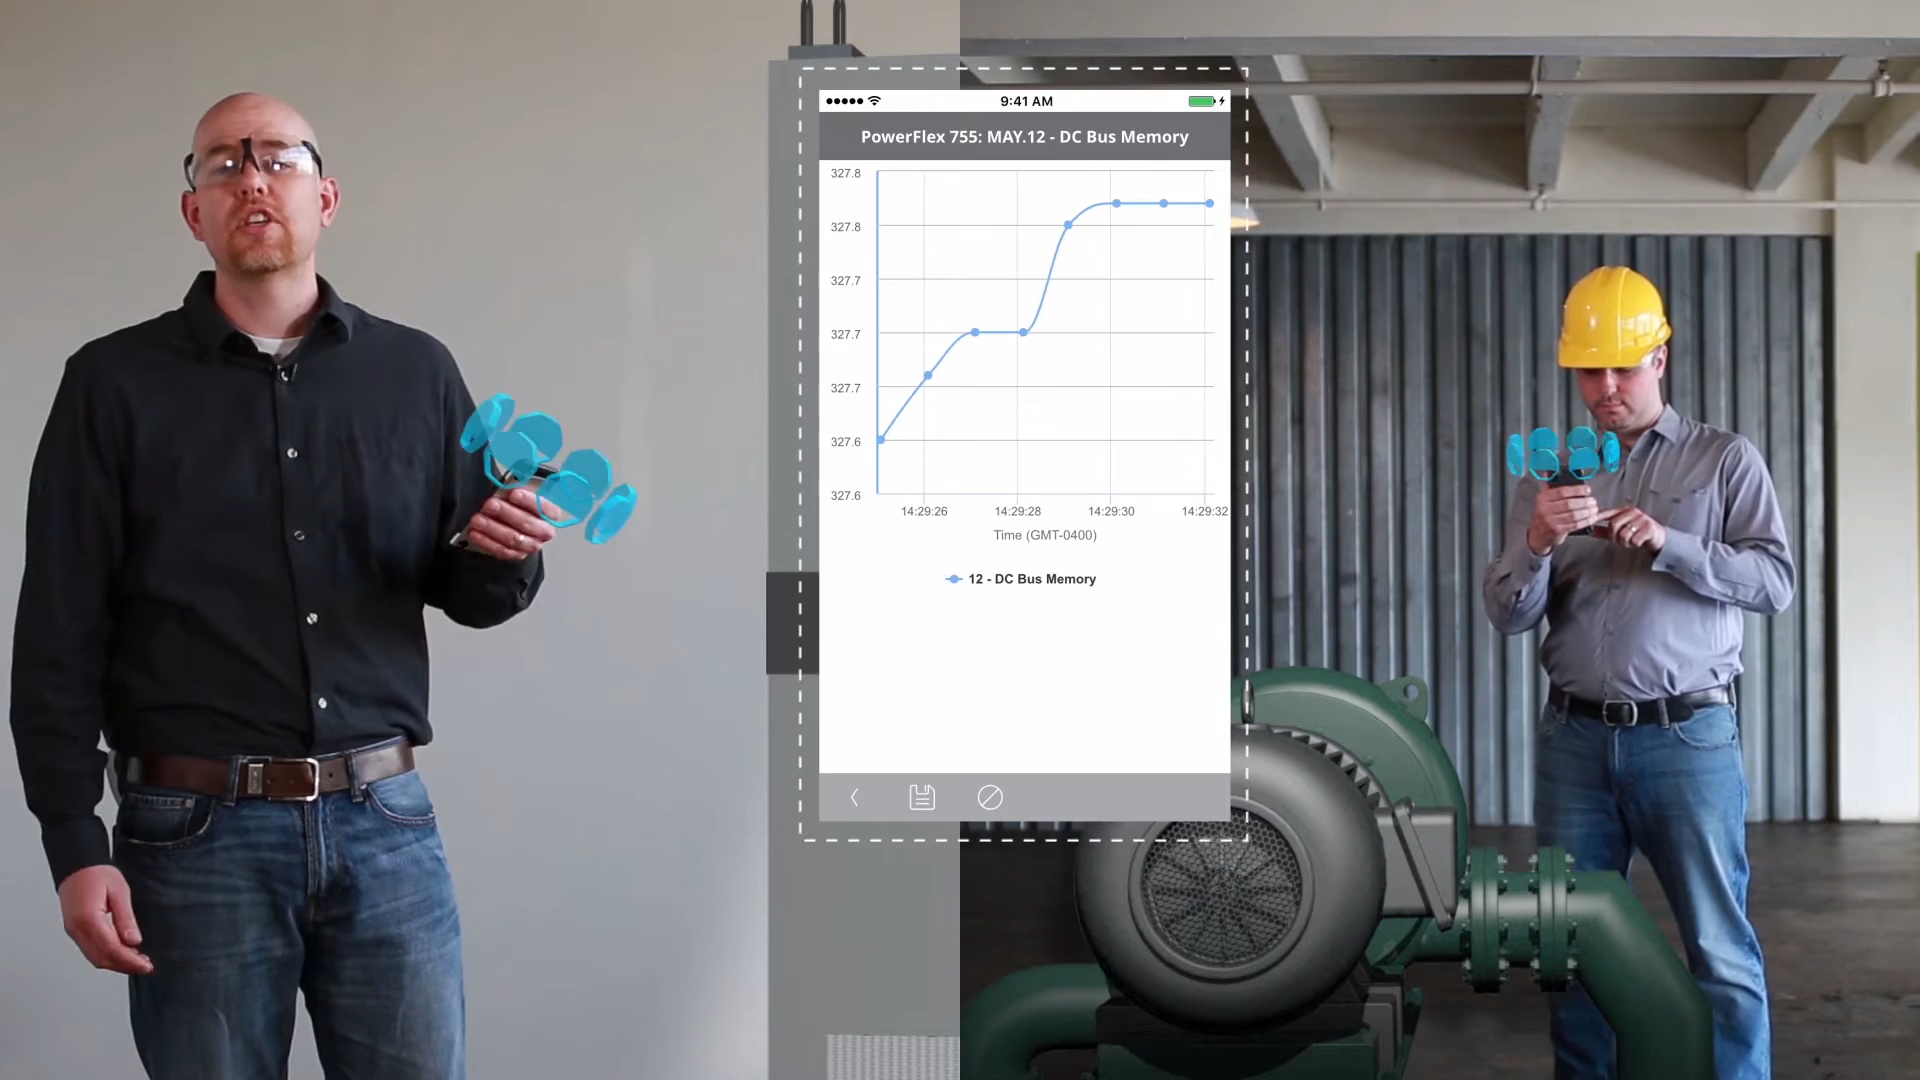 9:41 AM
PowerFlex 755: MAY.12 - DC Bus Memory
327.8
327.8
327.7
327.7
327.7
327.6
327.6
14:29:26 14:29:28 14:29:30 14:29:32
Time (GMT-0400)
12 - DC Bus Memory